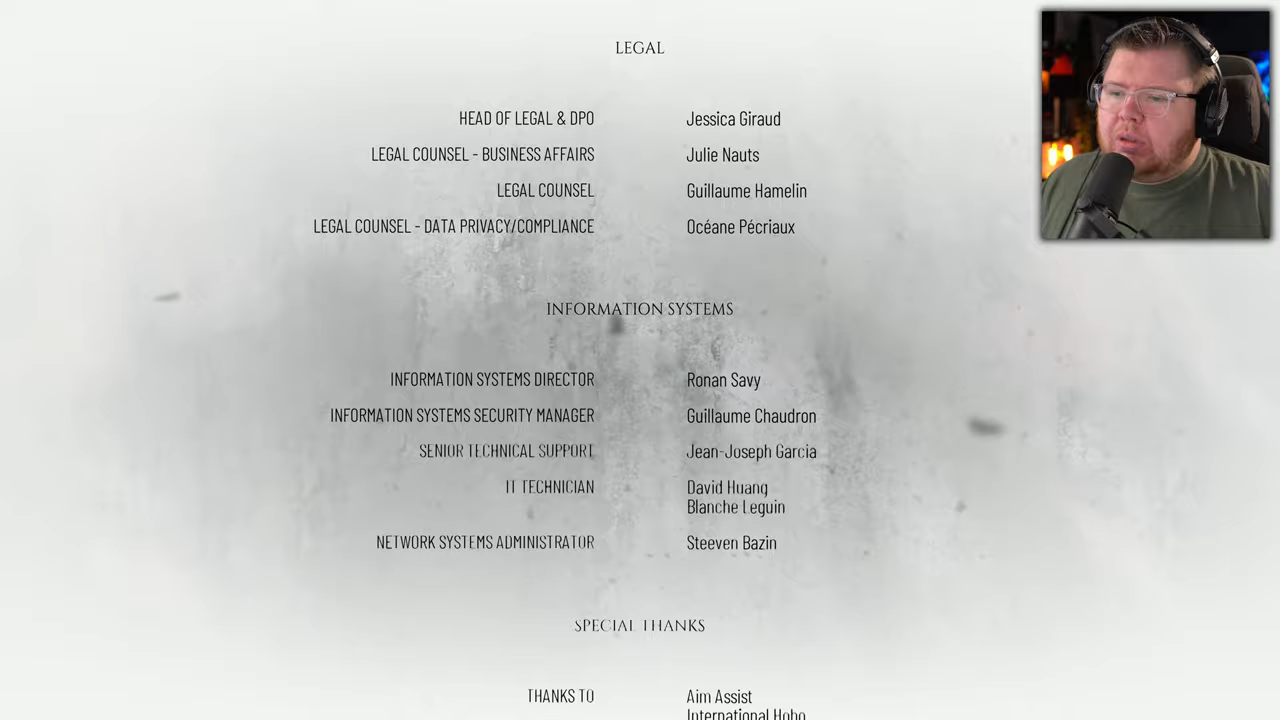 LEGAL
HEAD OF LEGAL & DPO Jessica Giraud
LEGAL COUNSEL - BUSINESS AFFAIRS Julie Nauts
LEGAL COUNSEL Guillaume Hamelin
LEGAL COUNSEL - DATA PRIVACY/COMPLIANCE Océane Pécriaux
INFORMATION SYSTEMS
INFORMATION SYSTEMS DIRECTOR Ronan Savy
INFORMATION SYSTEMS SECURITY MANAGER Guillaume Chaudron
SENIOR TECHNICAL SUPPORT Jean-Joseph Garcia
IT TECHNICIAN David Huang
Blanche Leguin
NETWORK SYSTEMS ADMINISTRATOR Steeven Bazin
SPECIAL THANKS
THANKS TO Aim Assist
International Hobo